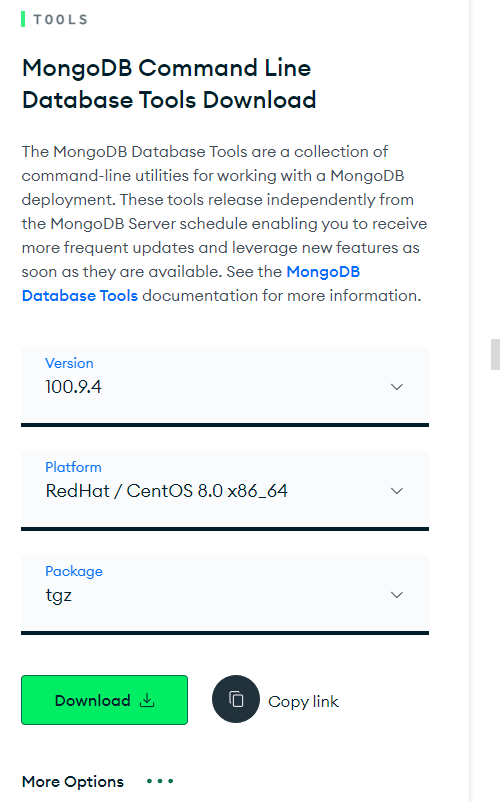 TOOLS
MongoDB Command Line
Database Tools Download
The MongoDB Database Tools are a collection of
command-line utilities for working with a MongoDB
deployment. These tools release independently from
the MongoDB Server schedule enabling you to receive
more frequent updates and leverage new features as
soon as they are available. See the MongoDB
Database Tools documentation for more information.
Version
100.9.4
Platform
RedHat / CentOS 8.0 x86_64
Package
tgz
Download
Copy link
More Options